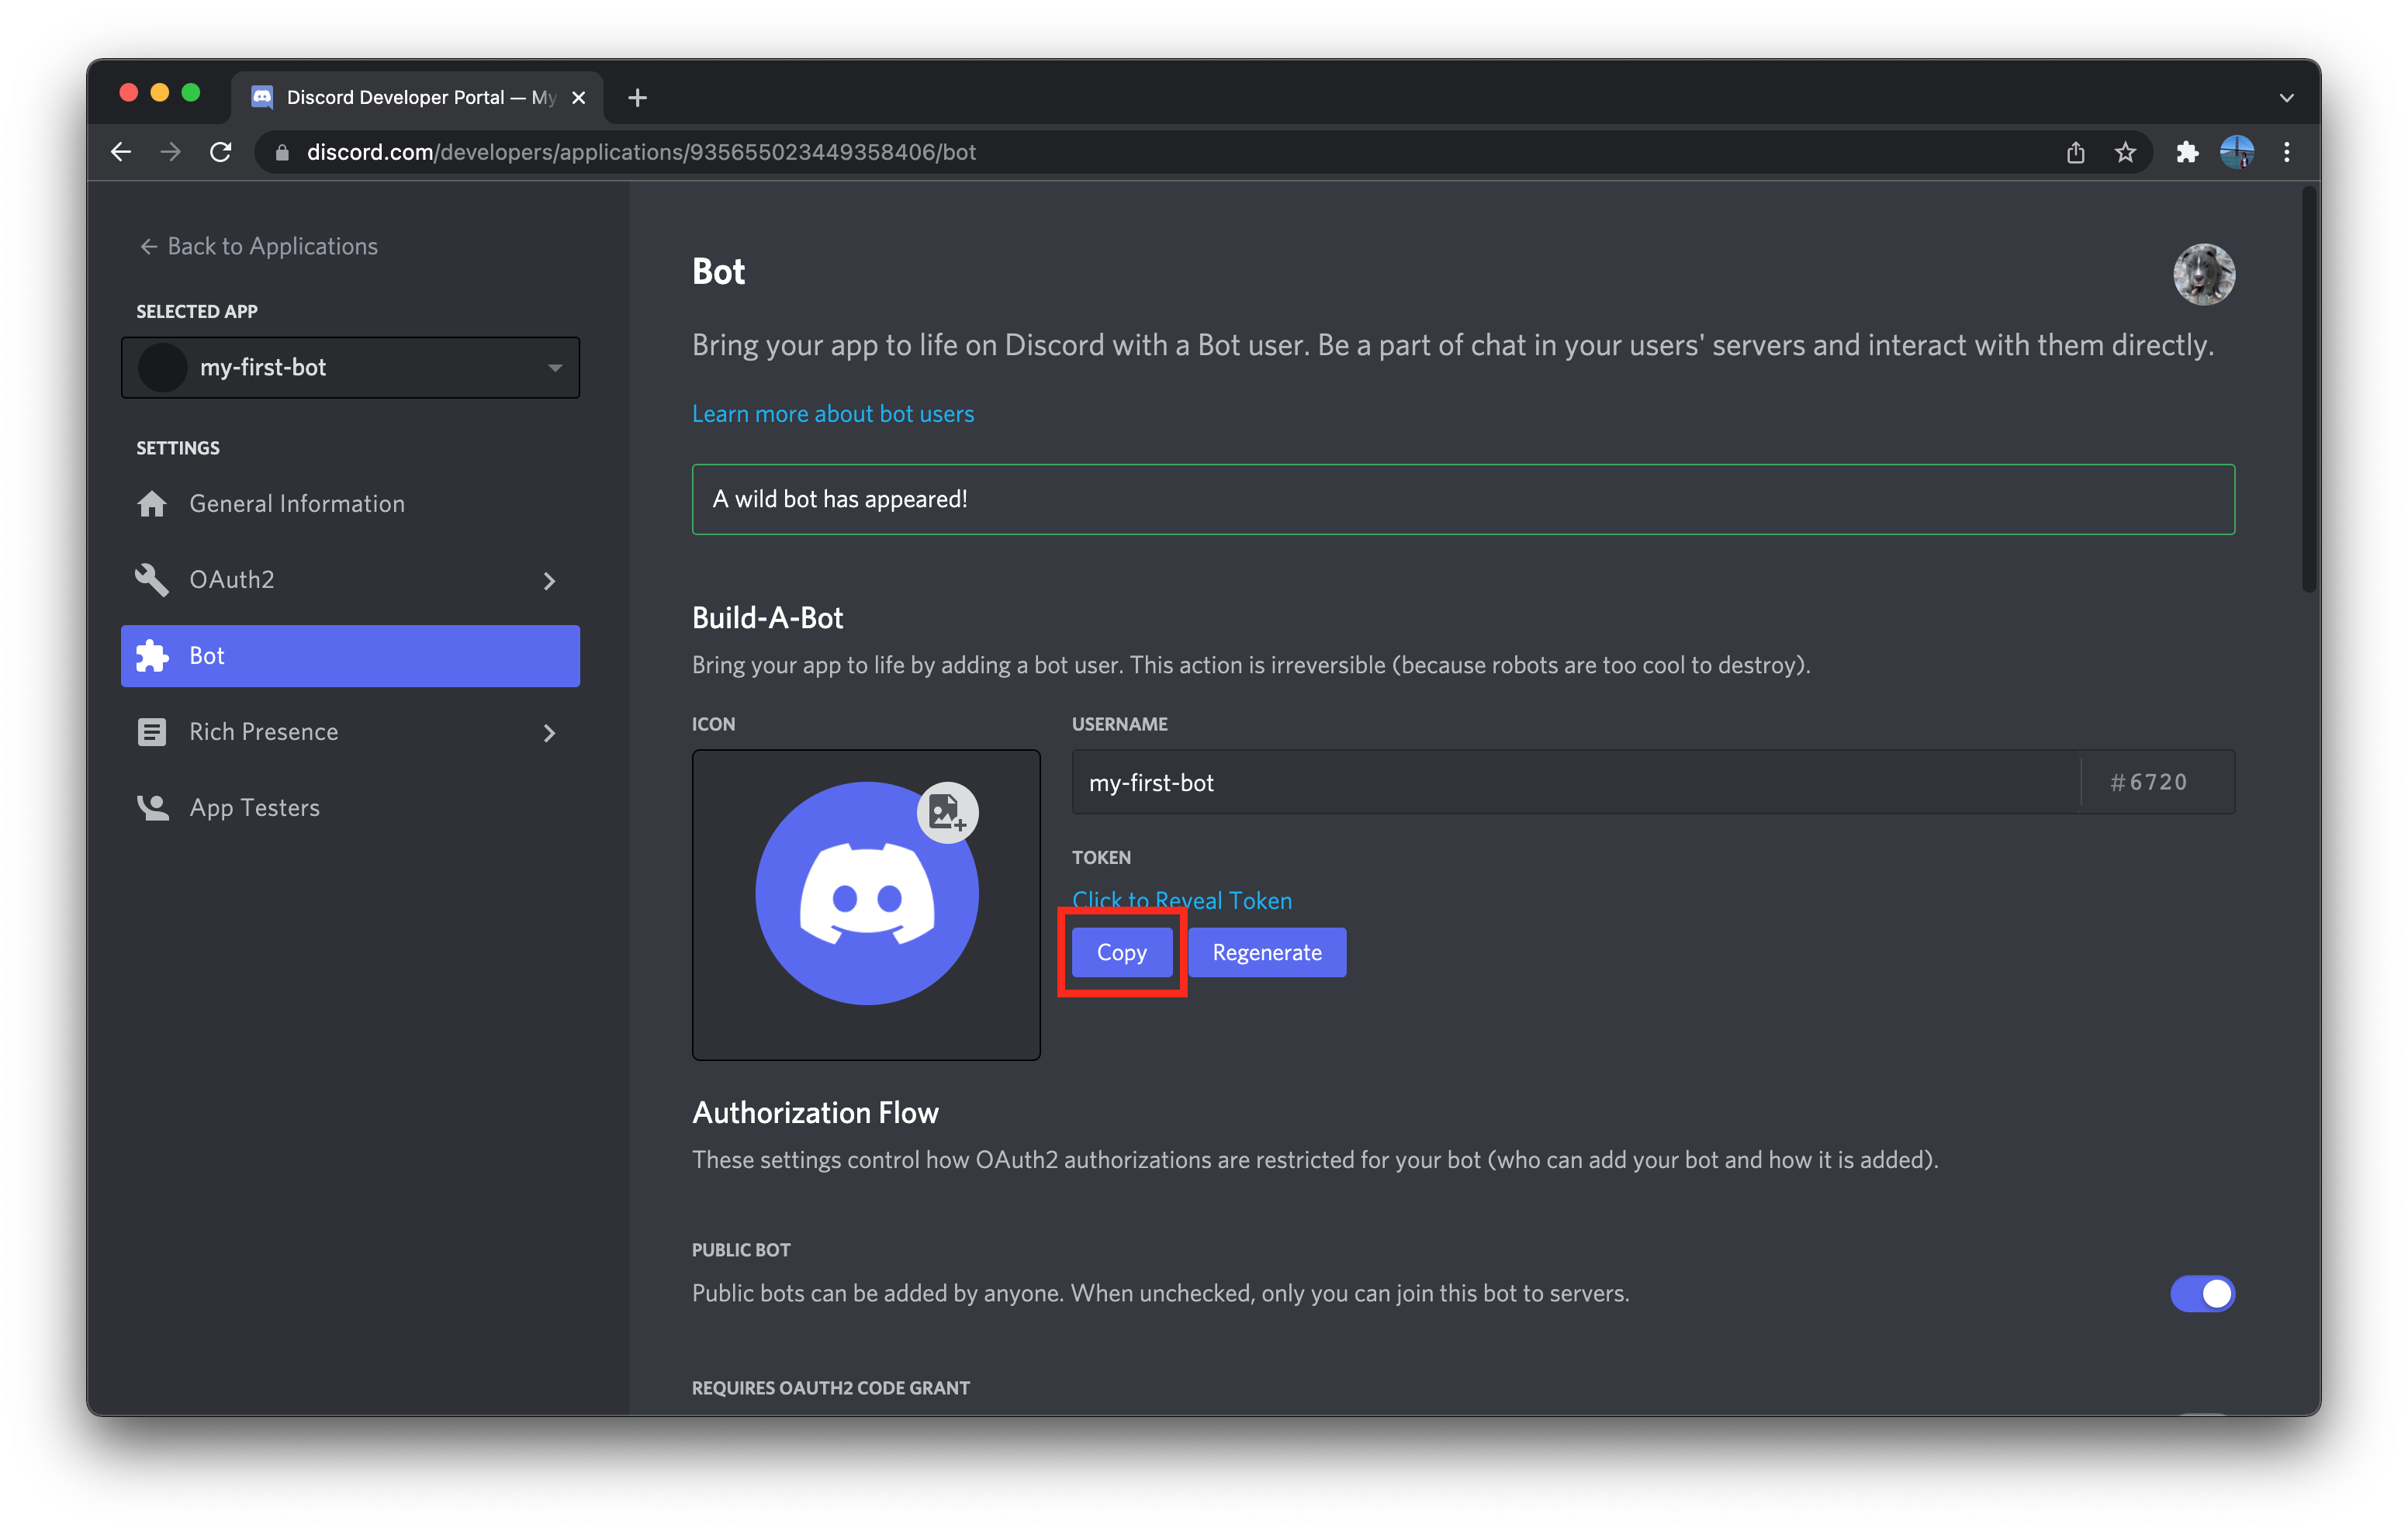 Discord Developer Portal — My
discord.com/developers/applications/935655023449358406/bot
Back to Applications
SELECTED APP
my-first-bot
SETTINGS
General Information
OAuth2
Bot
Rich Presence
App Testers
Bot
Bring your app to life on Discord with a Bot user. Be a part of chat in your users' servers and interact with them directly.
Learn more about bot users
A wild bot has appeared!
Build-A-Bot
Bring your app to life by adding a bot user. This action is irreversible (because robots are too cool to destroy).
ICON
USERNAME
my-first-bot
#6720
TOKEN
Click to Reveal Token
Copy
Regenerate
Authorization Flow
These settings control how OAuth2 authorizations are restricted for your bot (who can add your bot and how it is added).
PUBLIC BOT
Public bots can be added by anyone. When unchecked, only you can join this bot to servers.
REQUIRES OAUTH2 CODE GRANT